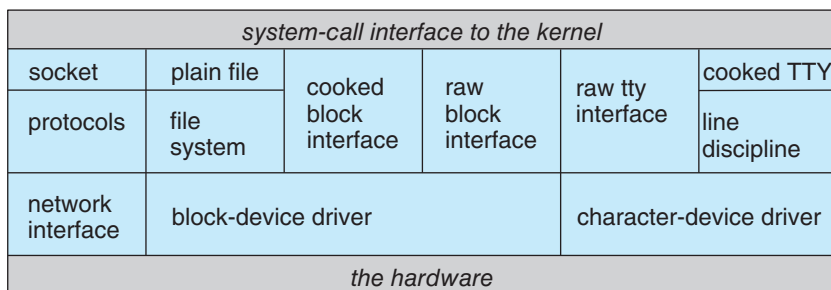 system-call interface to the kernel
socket
plain file
cooked
block
interface
raw
block
interface
raw tty
interface
cooked TTY
protocols
file
system
line
discipline
network
interface
block-device driver
character-device driver
the hardware